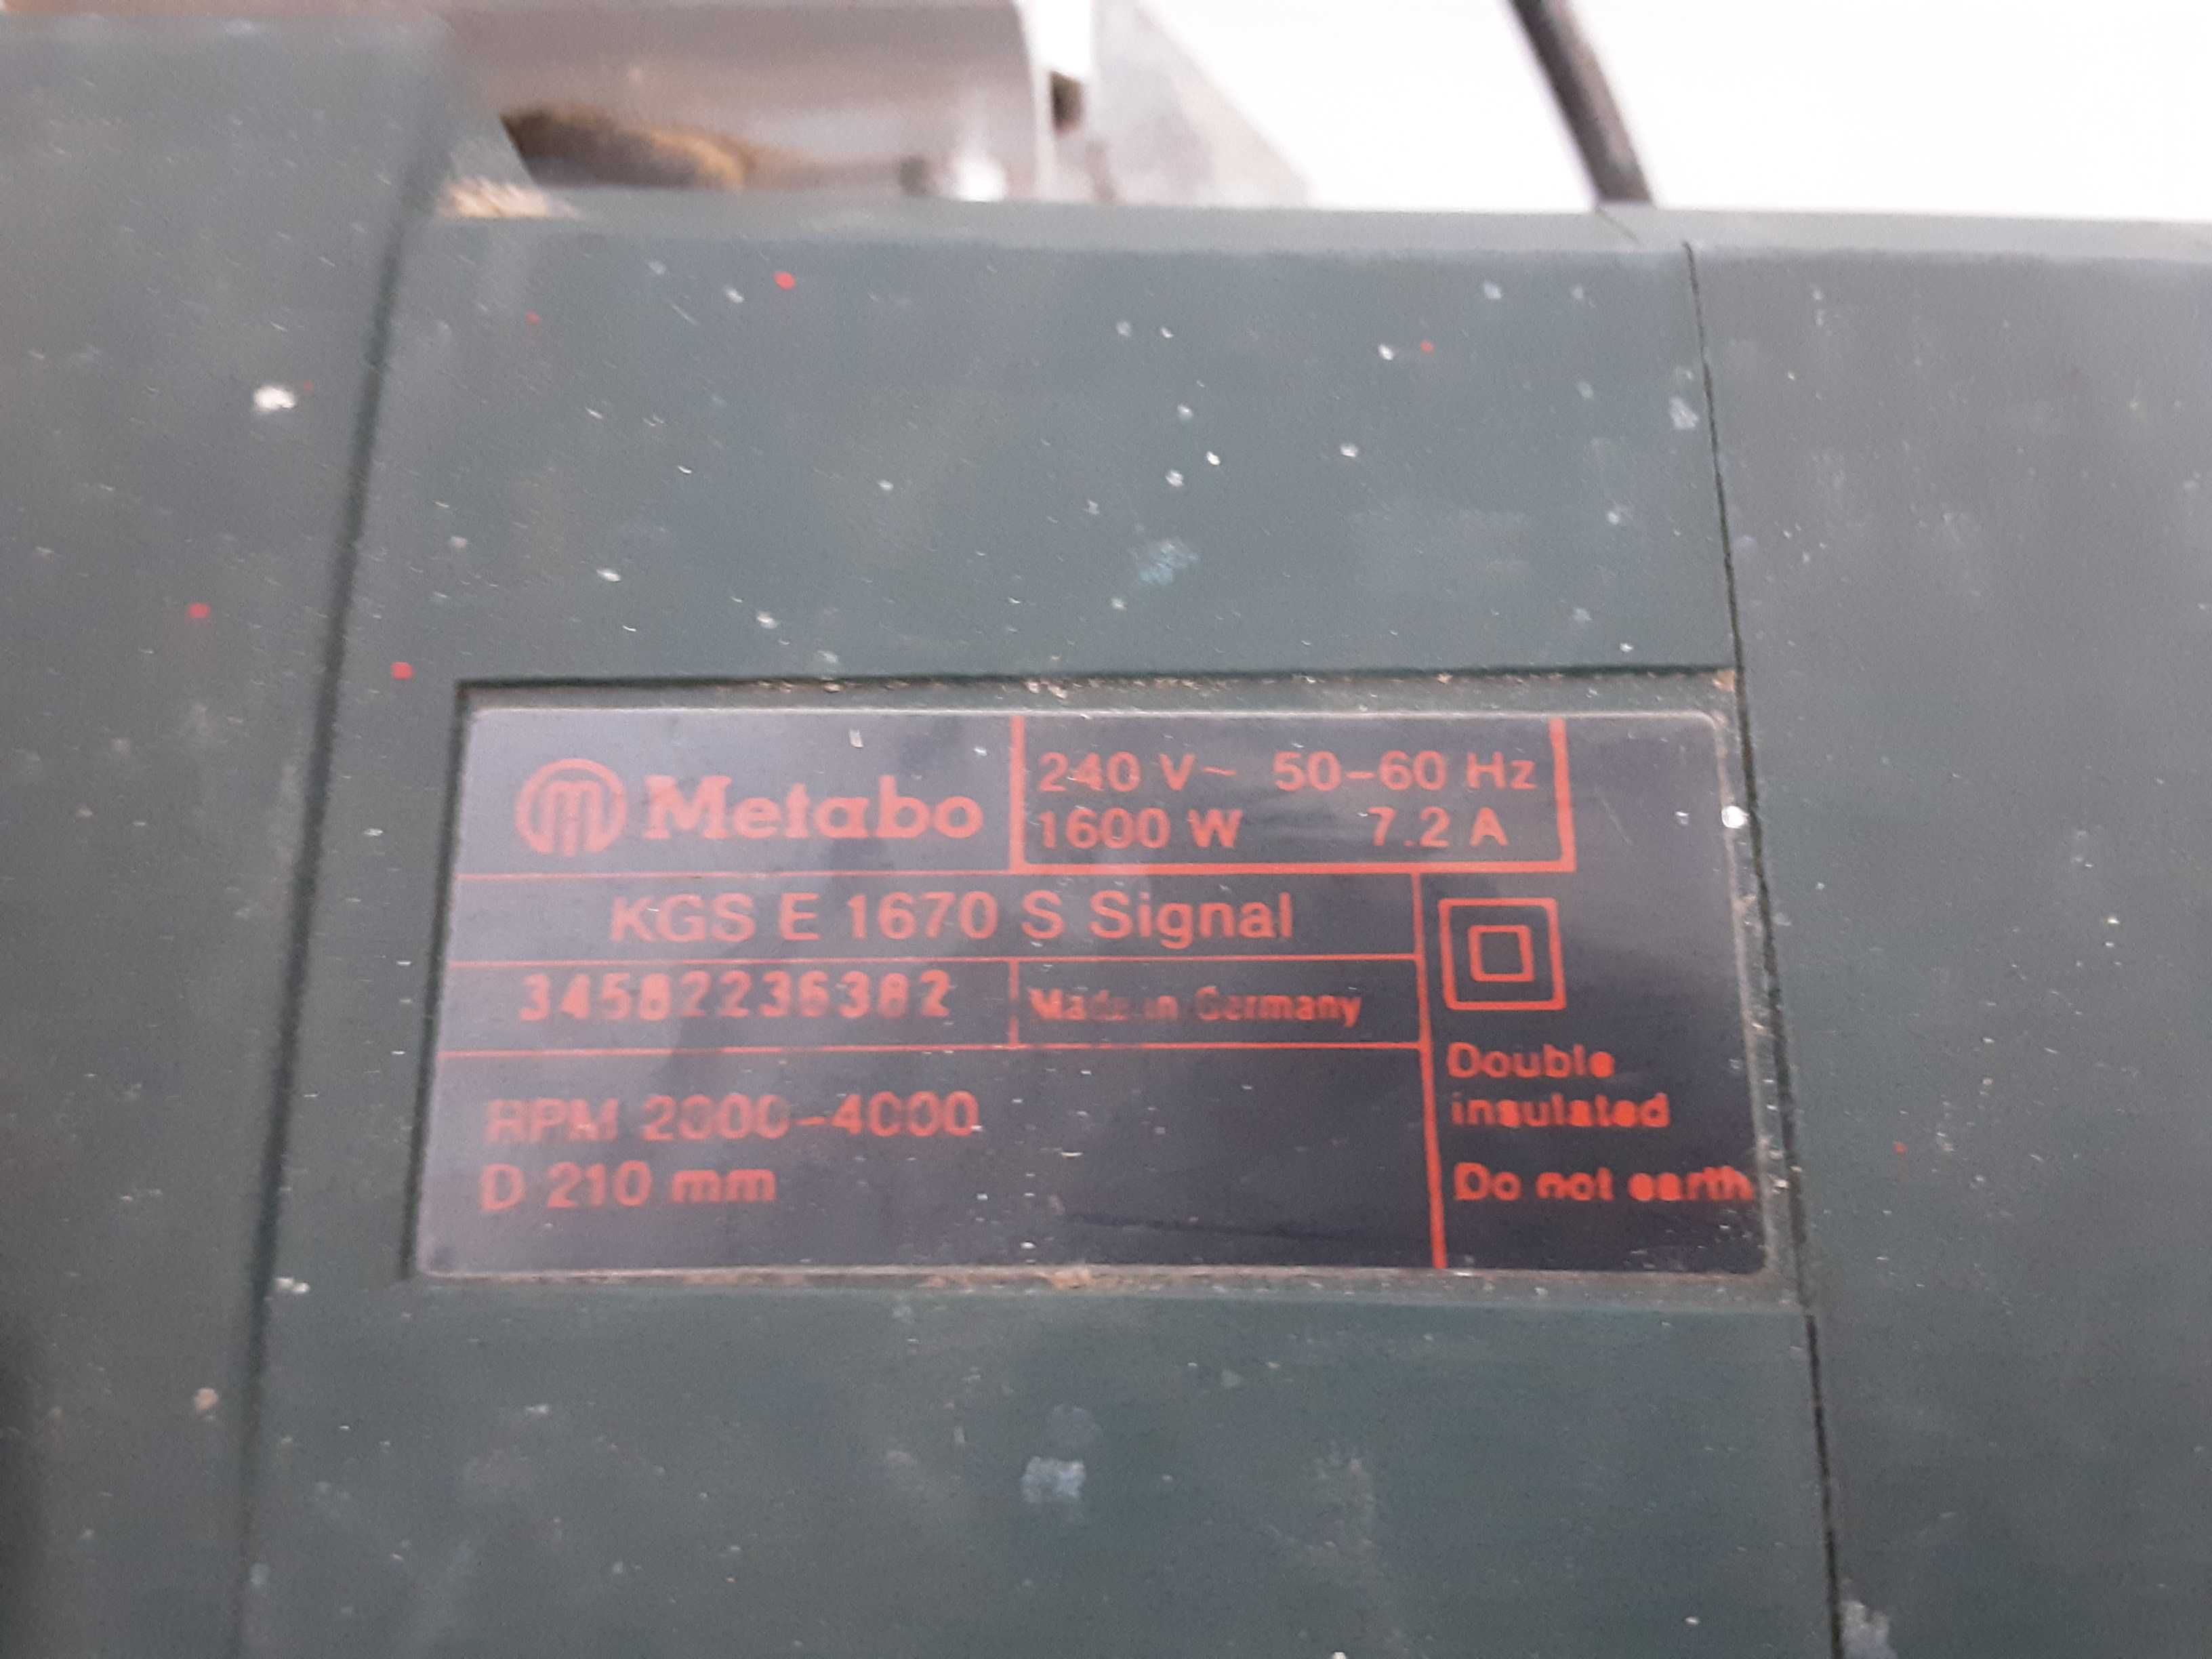 Metabo
240 V~ 50-60 Hz
1600 W 7.2 A
KGS E 1670 S Signal
34582236382
Made in Germany
RPM 2000-4000
D 210 mm
Double
insulated
Do not earth